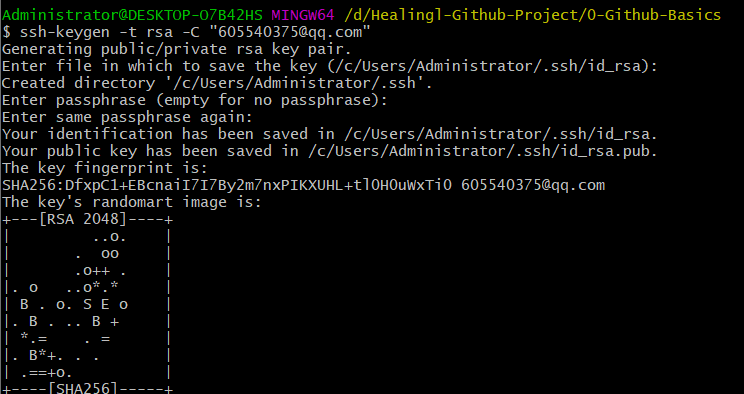 Administrator@DESKTOP-O7B42HS MINGW64 /d/Healingl-Github-Project/0-Github-Basics
$ ssh-keygen -t rsa -C "605540375@qq.com"
Generating public/private rsa key pair.
Enter file in which to save the key (/c/Users/Administrator/.ssh/id_rsa):
Created directory '/c/Users/Administrator/.ssh'.
Enter passphrase (empty for no passphrase):
Enter same passphrase again:
Your identification has been saved in /c/Users/Administrator/.ssh/id_rsa.
Your public key has been saved in /c/Users/Administrator/.ssh/id_rsa.pub.
The key fingerprint is:
SHA256:DfxpC1+EBcnaiI7I7By2m7nxPIKXUHL+tl0H0uWxTi0 605540375@qq.com
The key's randomart image is:
+---[RSA 2048]----+
|          ..o.   |
|        .  oo    |
|        .o++ .   |
|. o   ..o*.*     |
| B . o. S E o    |
|. B . .. B +     |
| *.=    . =      |
|. B*+. . .       |
| .==+o.          |
+----[SHA256]-----+